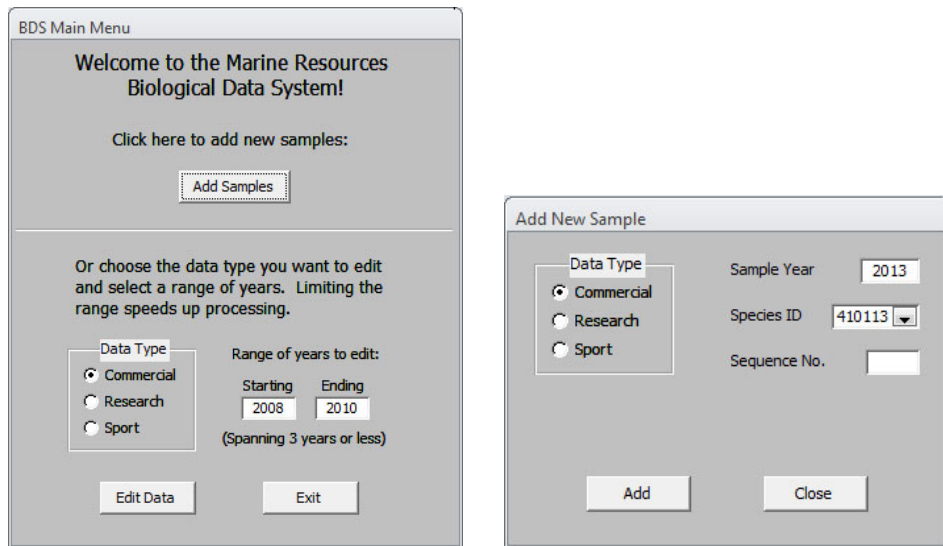 BDS Main Menu
Welcome to the Marine Resources
Biological Data System!
Click here to add new samples:
Add Samples
Or choose the data type you want to edit
and select a range of years. Limiting the
range speeds up processing.
Data Type
Commercial
Research
Sport
Range of years to edit:
Starting Ending
2008 2010
(Spanning 3 years or less)
Edit Data Exit
Add New Sample
Data Type
Commercial
Research
Sport
Sample Year 2013
Species ID 410113
Sequence No.
Add Close